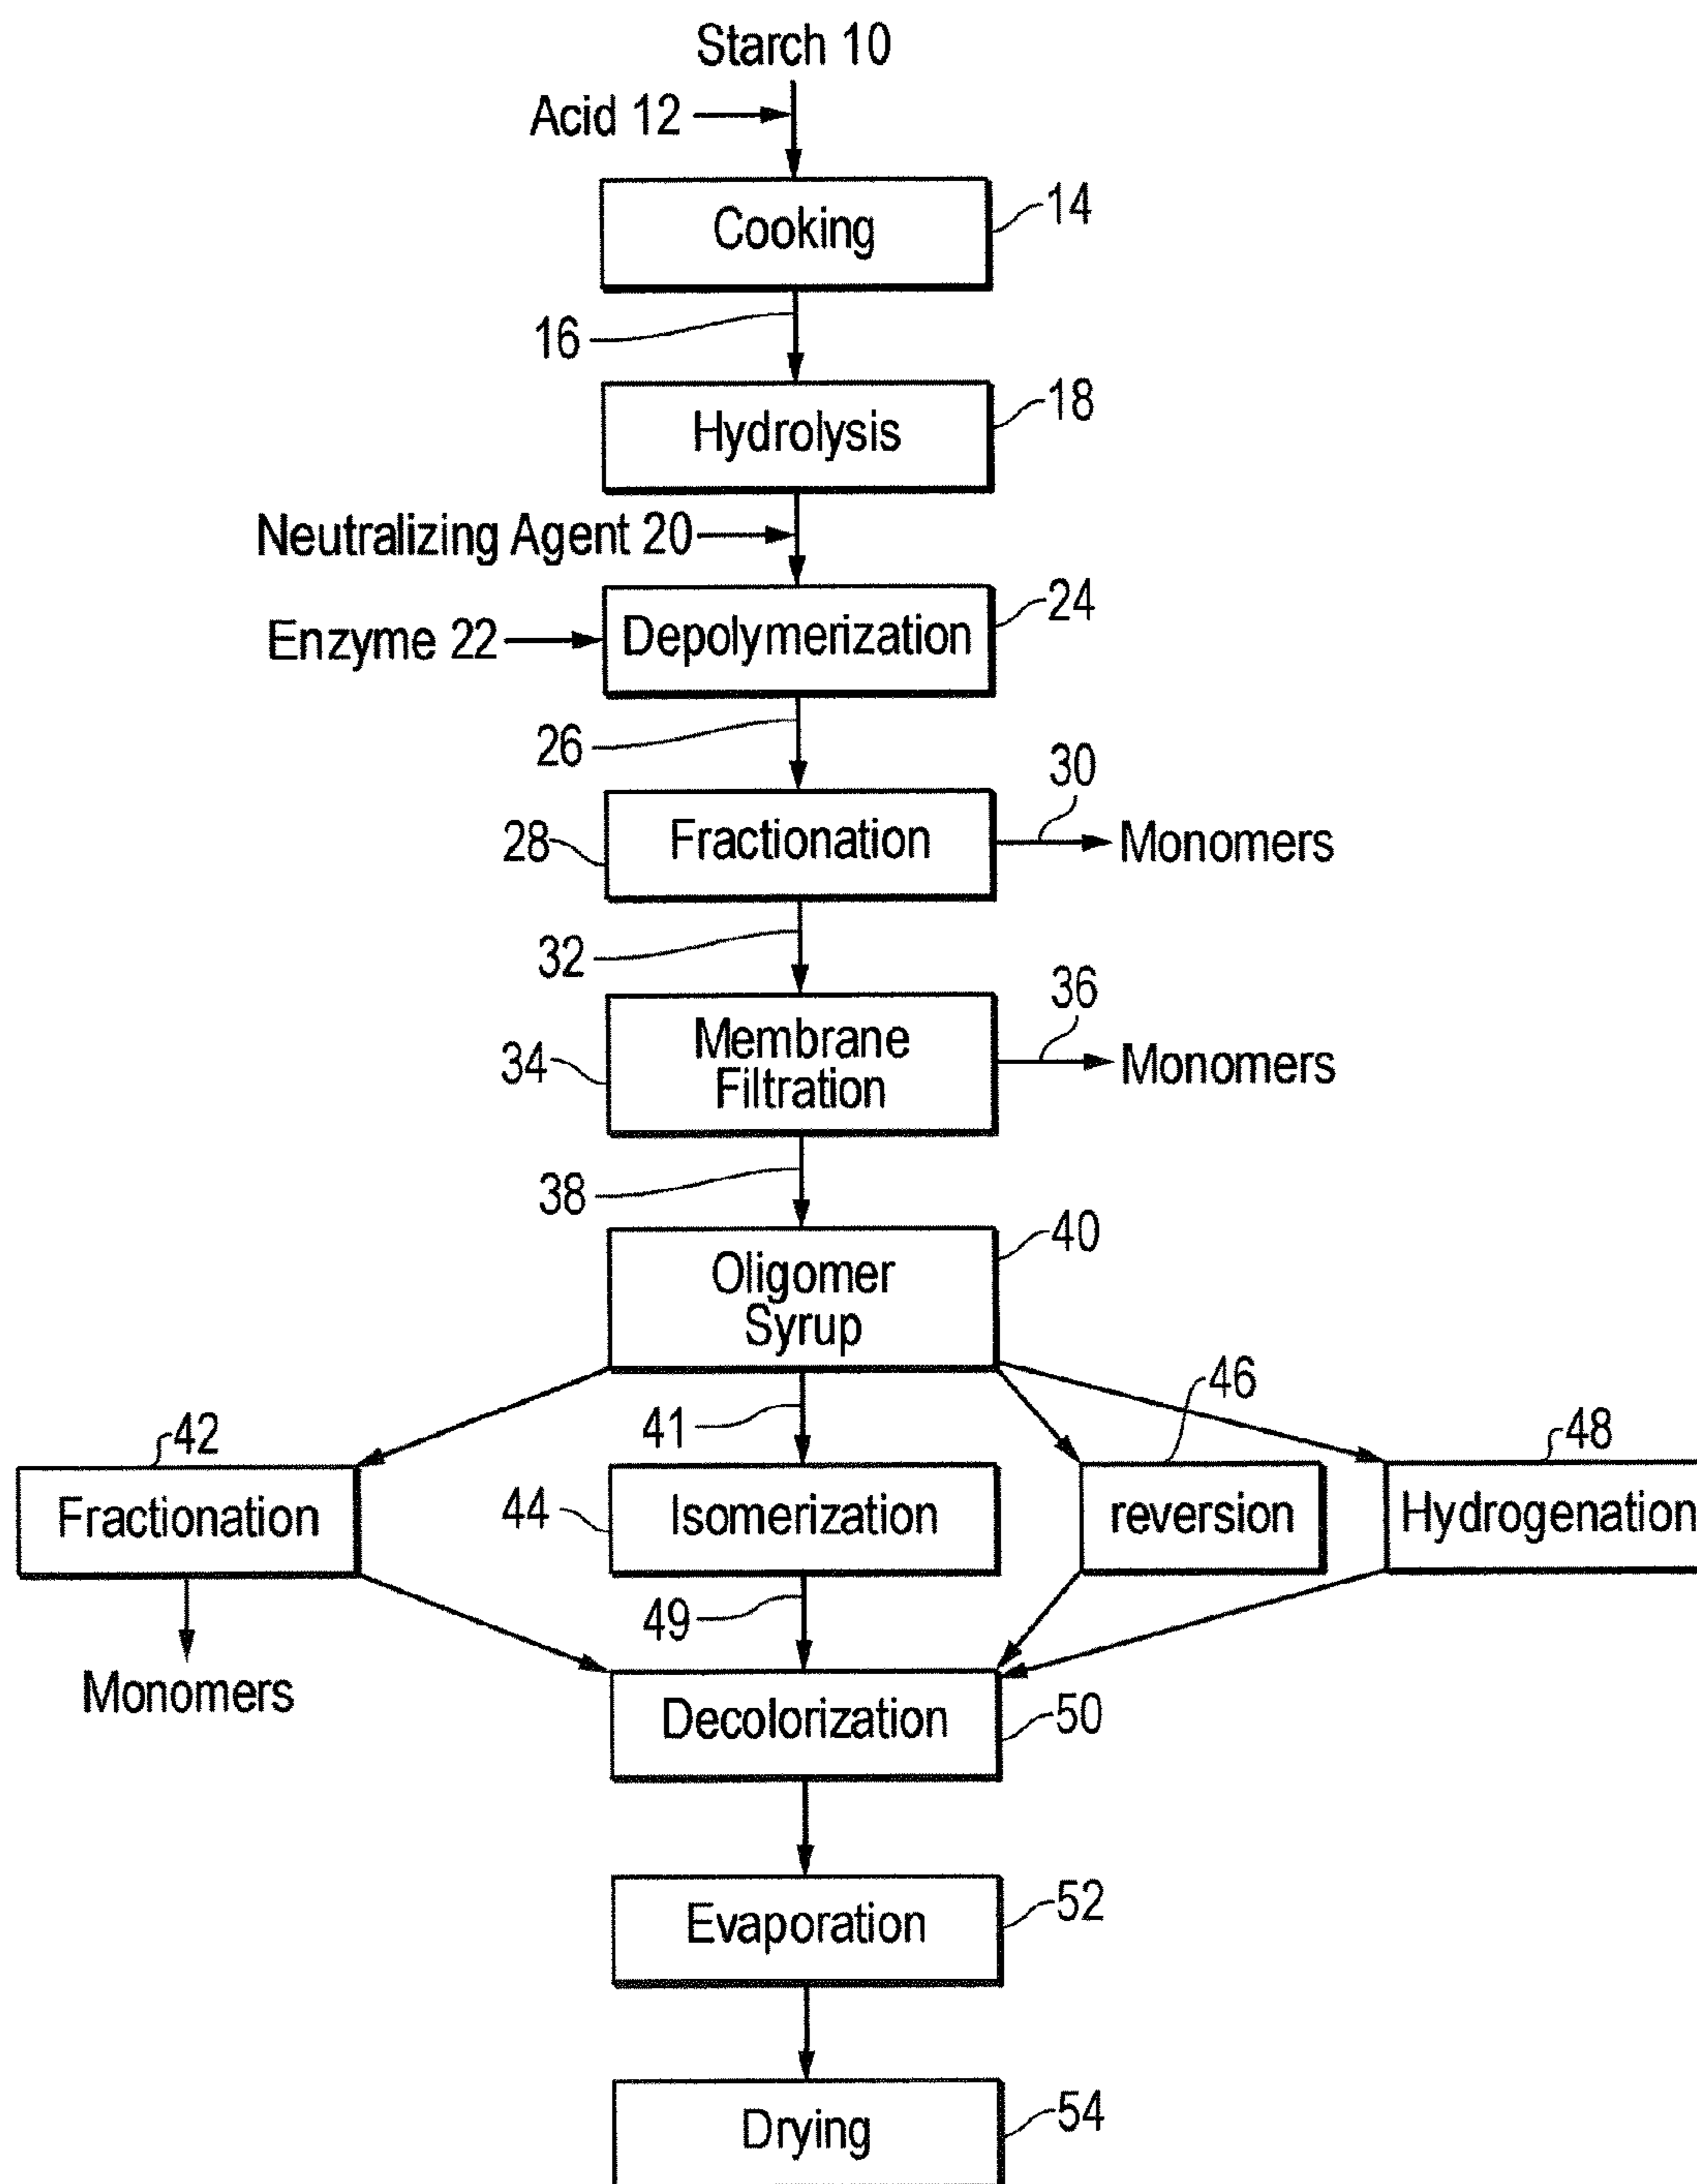 Starch 10
Acid 12
Cooking
14
16
Hydrolysis
18
Neutralizing Agent 20
Enzyme 22
Depolymerization
24
26
28
Fractionation
30
Monomers
32
34
Membrane
Filtration
36
Monomers
38
Oligomer
Syrup
40
41
42
Fractionation
Monomers
44
Isomerization
46
reversion
48
Hydrogenation
49
Decolorization
50
Evaporation
52
Drying
54